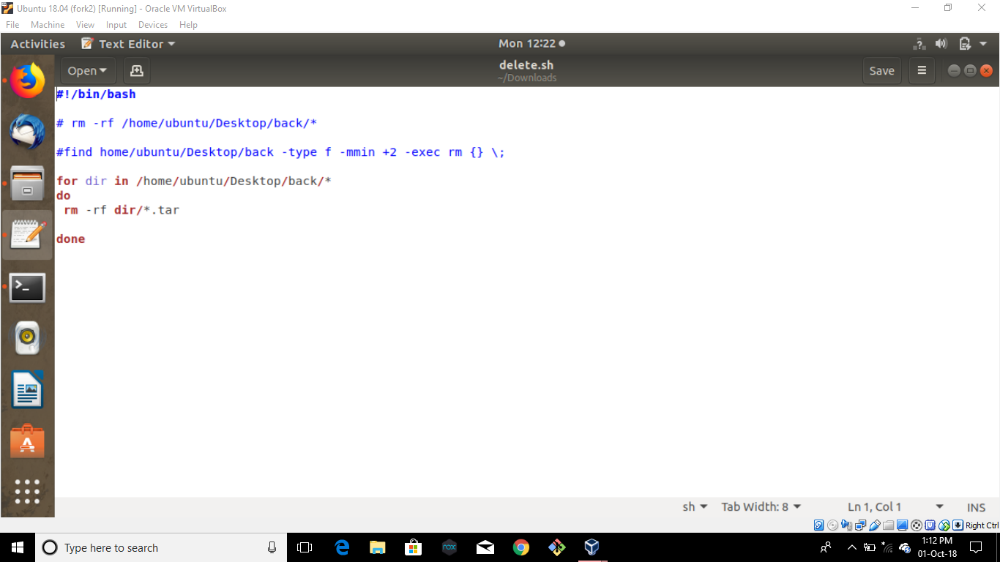 Ubuntu 18.04 (fork2) [Running] - Oracle VM VirtualBox
File Machine View Input Devices Help
Activities Text Editor Mon 12:22 ?
Open delete.sh Save
~/Downloads
#!/bin/bash
# rm -rf /home/ubuntu/Desktop/back/*
#find home/ubuntu/Desktop/back -type f -mmin +2 -exec rm {} \;
for dir in /home/ubuntu/Desktop/back/*
do
rm -rf dir/*.tar
done
sh Tab Width: 8 Ln 1, Col 1 INS
Right Ctrl
Type here to search nox 1:12 PM
01-Oct-18